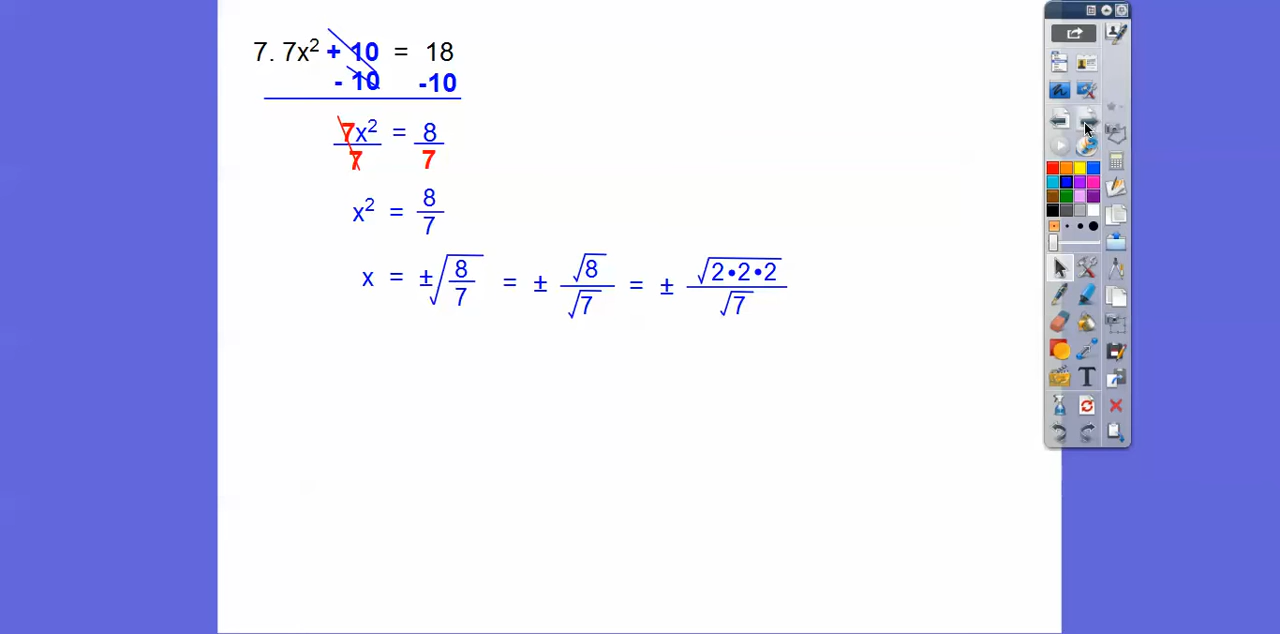 7. 7x² + 10 = 18
- 10 -10
7x² = 8
7 7
x² = 8/7
x = ±√(8/7) = ± √8/√7 = ± √2•2•2/√7
T